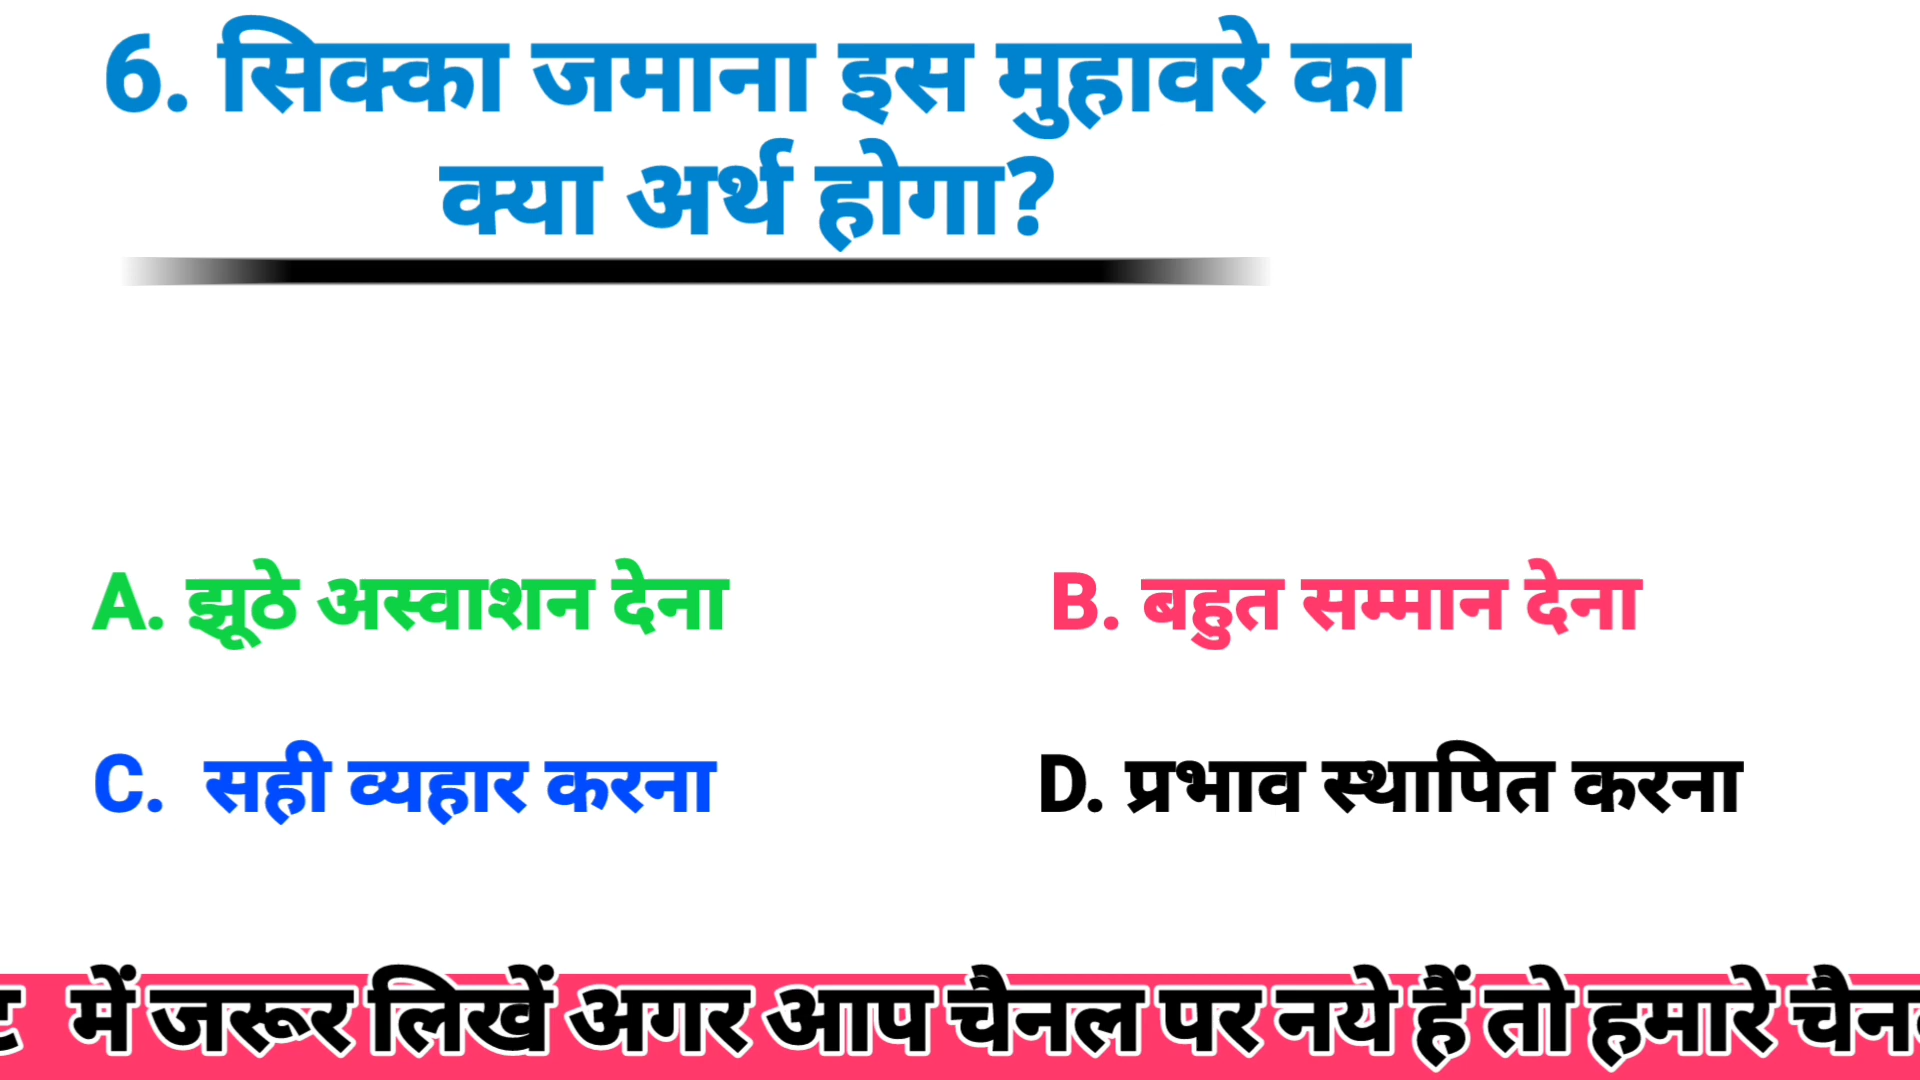 6. सिक्का जमाना इस मुहावरे का
क्या अर्थ होगा?
A. झूठे अस्वाशन देना
B. बहुत सम्मान देना
C. सही व्यहार करना
D. प्रभाव स्थापित करना
में जरूर लिखें अगर आप चैनल पर नये हैं तो हमारे